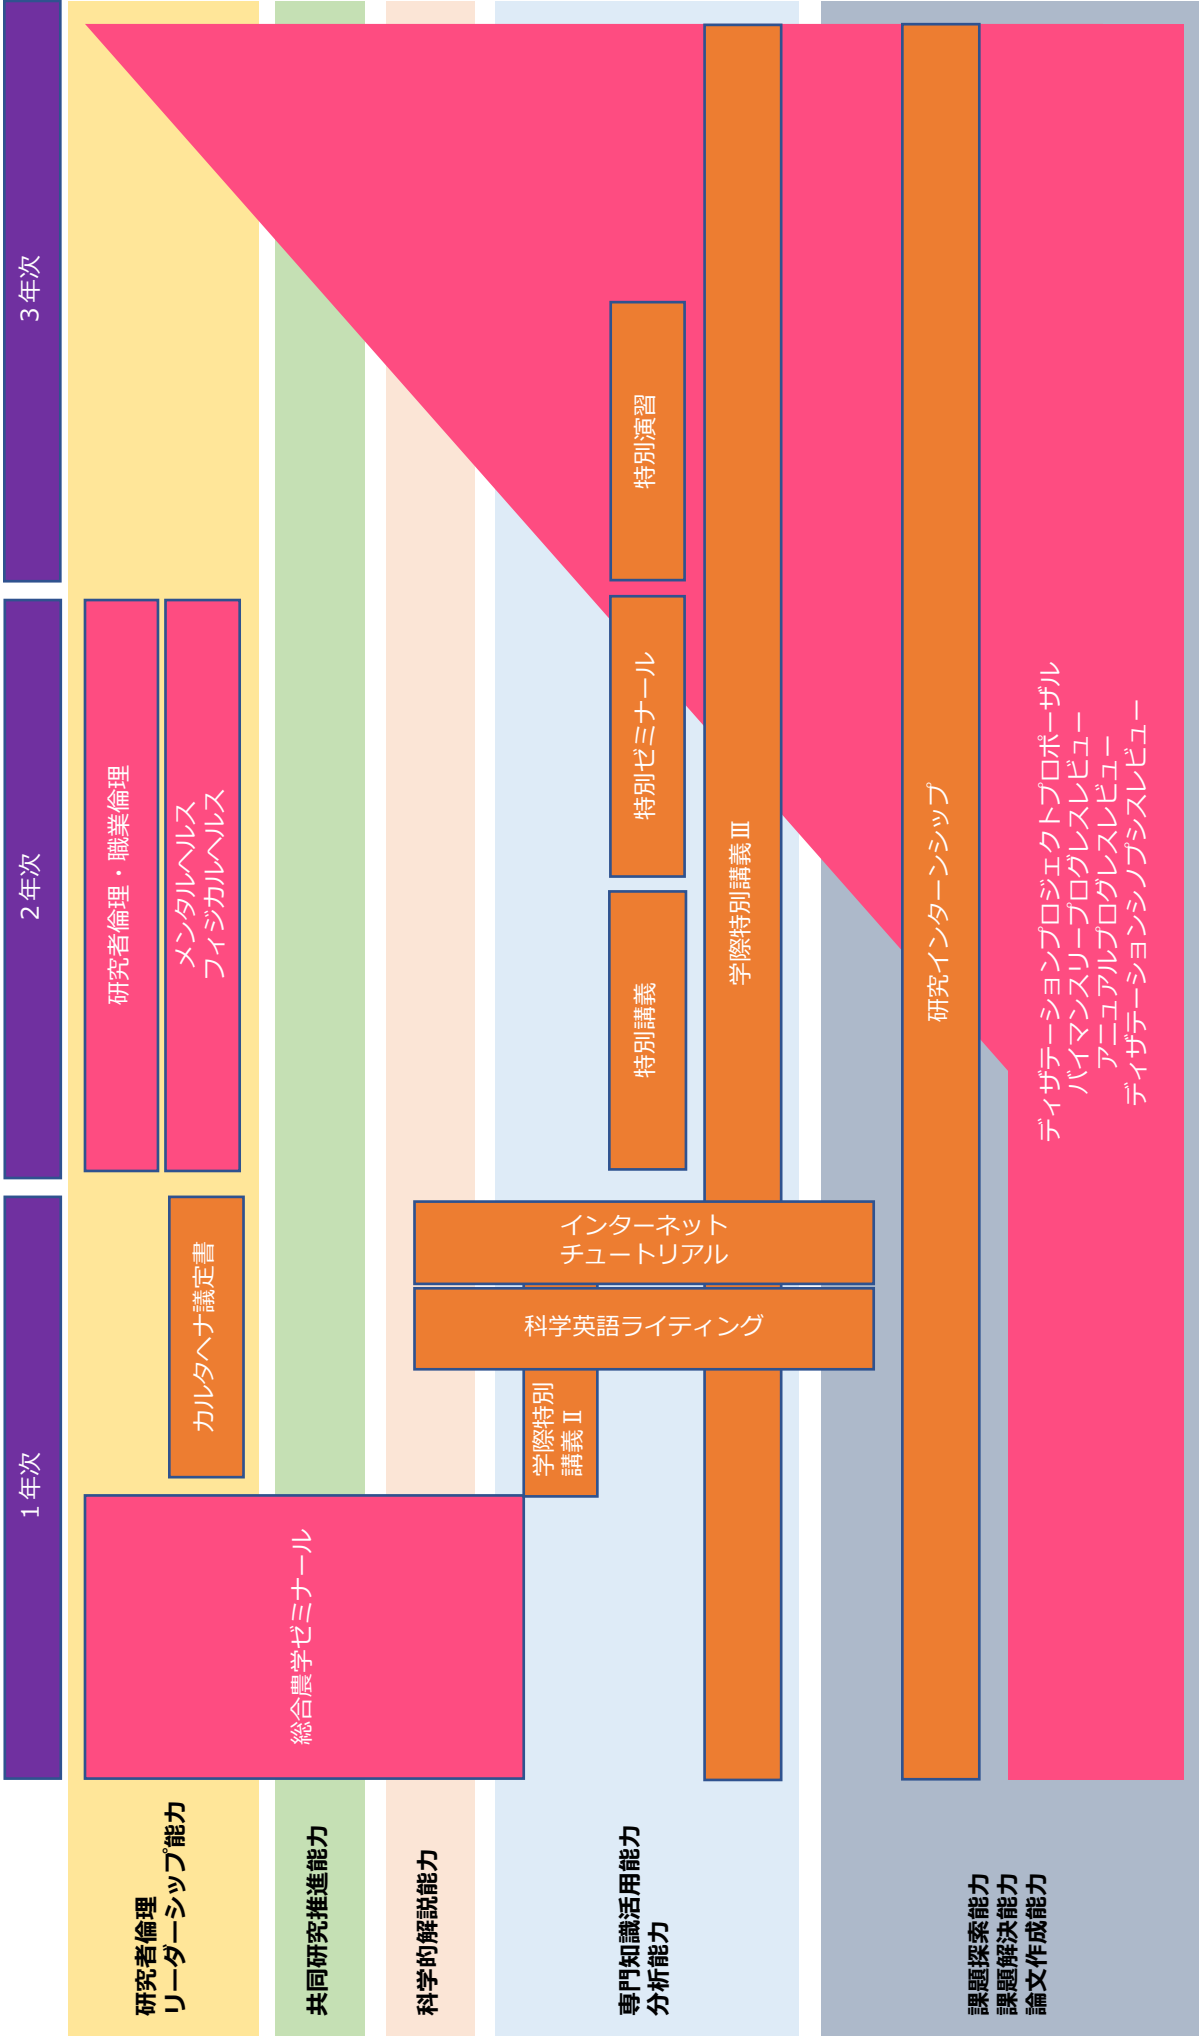 1年次
2年次
3年次
研究者倫理
リーダーシップ能力
総合農学ゼミナール
カルタヘナ議定書
研究者倫理・職業倫理
メンタルヘルス
フィジカルヘルス
共同研究推進能力
科学的解説能力
専門知識活用能力
分析能力
学際特別
講義Ⅱ
科学英語ライティング
インターネット
チュートリアル
特別講義
特別ゼミナール
特別演習
学際特別講義Ⅲ
課題探索能力
課題解決能力
論文作成能力
研究インターンシップ
ディザテーションプロジェクトプロポーザル
バイマンスリープログレスレビュー
アニュアルプログレスレビュー
ディザテーションシノプシスレビュー